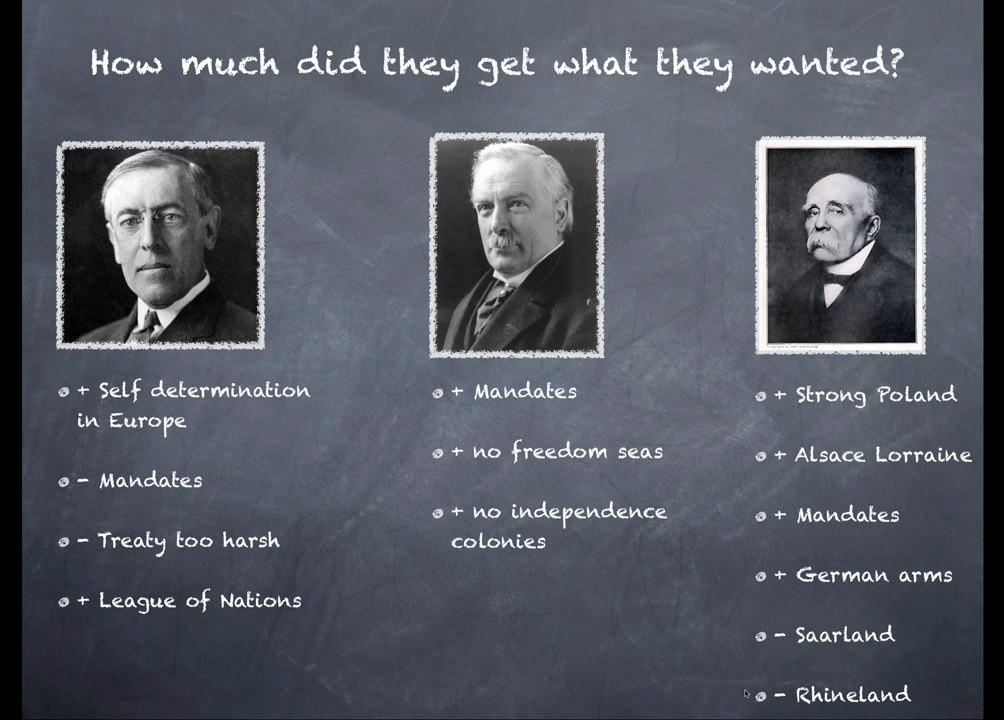 How much did they get what they wanted?
+ Self determination
in Europe
- Mandates
- Treaty too harsh
+ League of Nations
+ Mandates
+ no freedom seas
+ no independence
colonies
+ Strong Poland
+ Alsace Lorraine
+ Mandates
+ German arms
- Saarland
- Rhineland